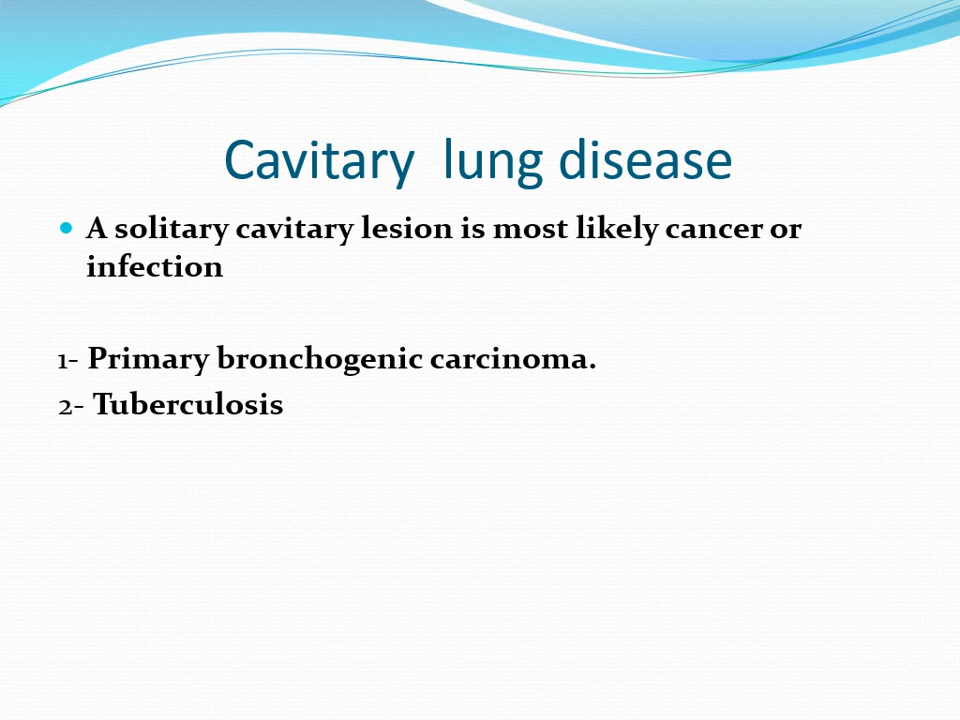 Cavitary  lung disease
A solitary cavitary lesion is most likely cancer or
infection
1- Primary bronchogenic carcinoma.
2- Tuberculosis